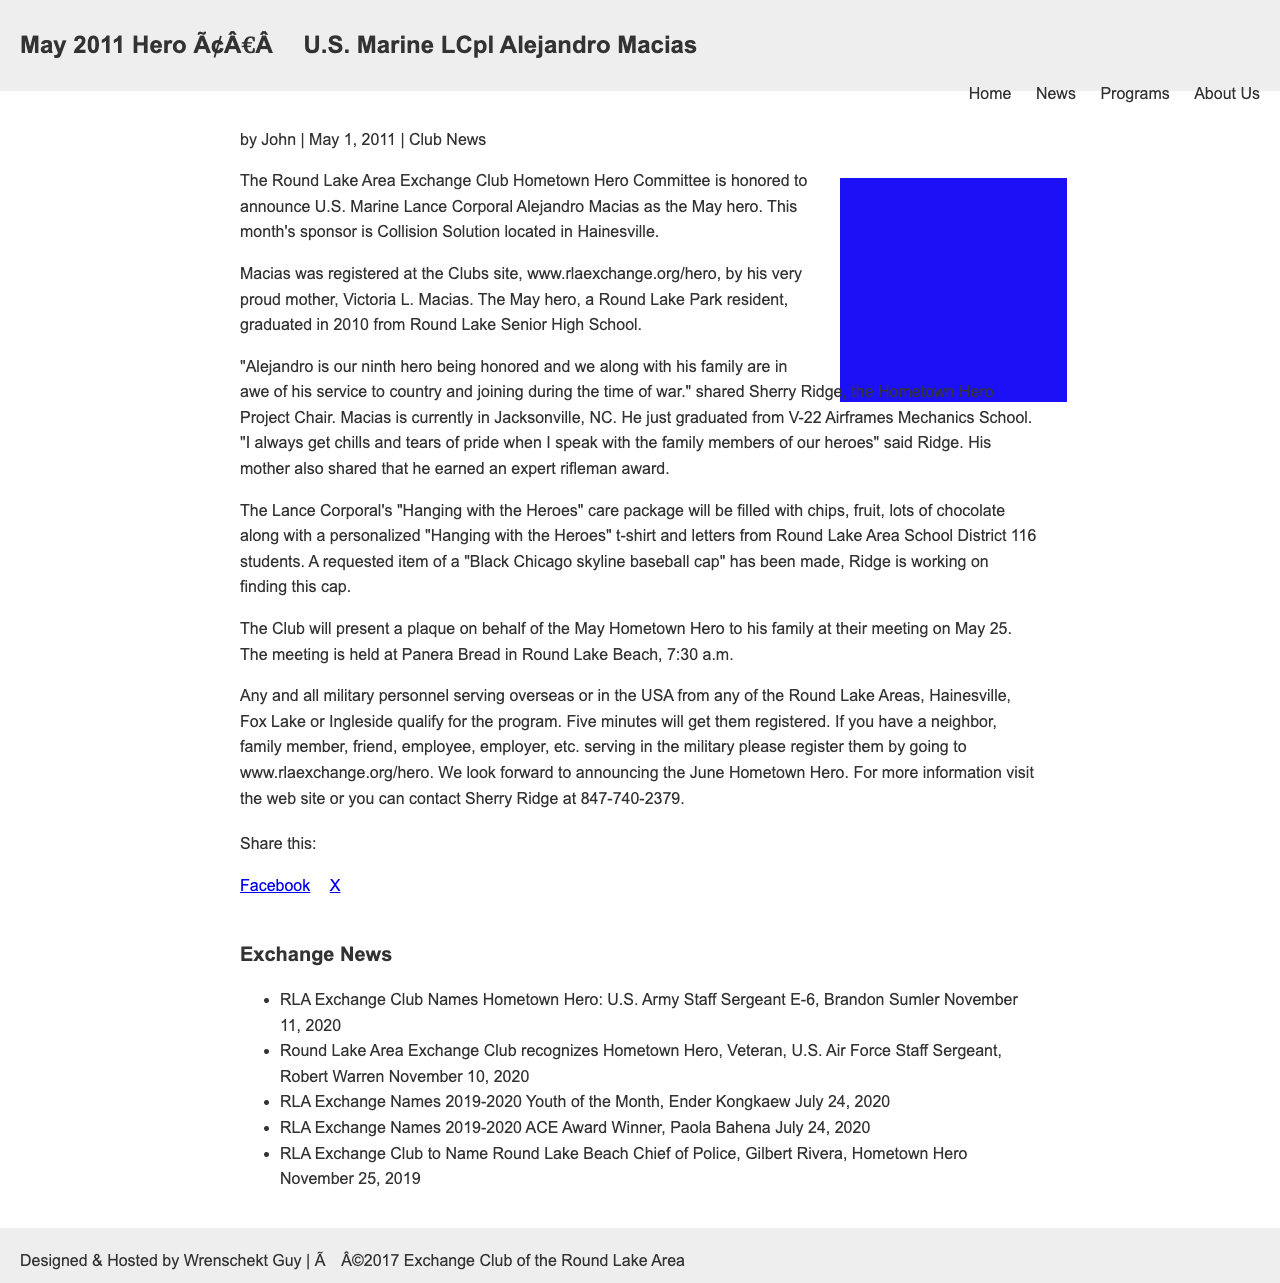 May 2011 Hero Ã¢Â€Â U.S. Marine LCpl Alejandro Macias
Home News Programs About Us
by John | May 1, 2011 | Club News
The Round Lake Area Exchange Club Hometown Hero Committee is honored to
announce U.S. Marine Lance Corporal Alejandro Macias as the May hero. This
month's sponsor is Collision Solution located in Hainesville.
Macias was registered at the Clubs site, www.rlaexchange.org/hero, by his very
proud mother, Victoria L. Macias. The May hero, a Round Lake Park resident,
graduated in 2010 from Round Lake Senior High School.
"Alejandro is our ninth hero being honored and we along with his family are in
awe of his service to country and joining during the time of war." shared Sherry Ridge, the Hometown Hero
Project Chair. Macias is currently in Jacksonville, NC. He just graduated from V-22 Airframes Mechanics School.
"I always get chills and tears of pride when I speak with the family members of our heroes" said Ridge. His
mother also shared that he earned an expert rifleman award.
The Lance Corporal's "Hanging with the Heroes" care package will be filled with chips, fruit, lots of chocolate
along with a personalized "Hanging with the Heroes" t-shirt and letters from Round Lake Area School District 116
students. A requested item of a "Black Chicago skyline baseball cap" has been made, Ridge is working on
finding this cap.
The Club will present a plaque on behalf of the May Hometown Hero to his family at their meeting on May 25.
The meeting is held at Panera Bread in Round Lake Beach, 7:30 a.m.
Any and all military personnel serving overseas or in the USA from any of the Round Lake Areas, Hainesville,
Fox Lake or Ingleside qualify for the program. Five minutes will get them registered. If you have a neighbor,
family member, friend, employee, employer, etc. serving in the military please register them by going to
www.rlaexchange.org/hero. We look forward to announcing the June Hometown Hero. For more information visit
the web site or you can contact Sherry Ridge at 847-740-2379.
Share this:
Facebook X
Exchange News
• RLA Exchange Club Names Hometown Hero: U.S. Army Staff Sergeant E-6, Brandon Sumler November
11, 2020
• Round Lake Area Exchange Club recognizes Hometown Hero, Veteran, U.S. Air Force Staff Sergeant,
Robert Warren November 10, 2020
• RLA Exchange Names 2019-2020 Youth of the Month, Ender Kongkaew July 24, 2020
• RLA Exchange Names 2019-2020 ACE Award Winner, Paola Bahena July 24, 2020
• RLA Exchange Club to Name Round Lake Beach Chief of Police, Gilbert Rivera, Hometown Hero
November 25, 2019
Designed & Hosted by Wrenschekt Guy | Ã Â©2017 Exchange Club of the Round Lake Area